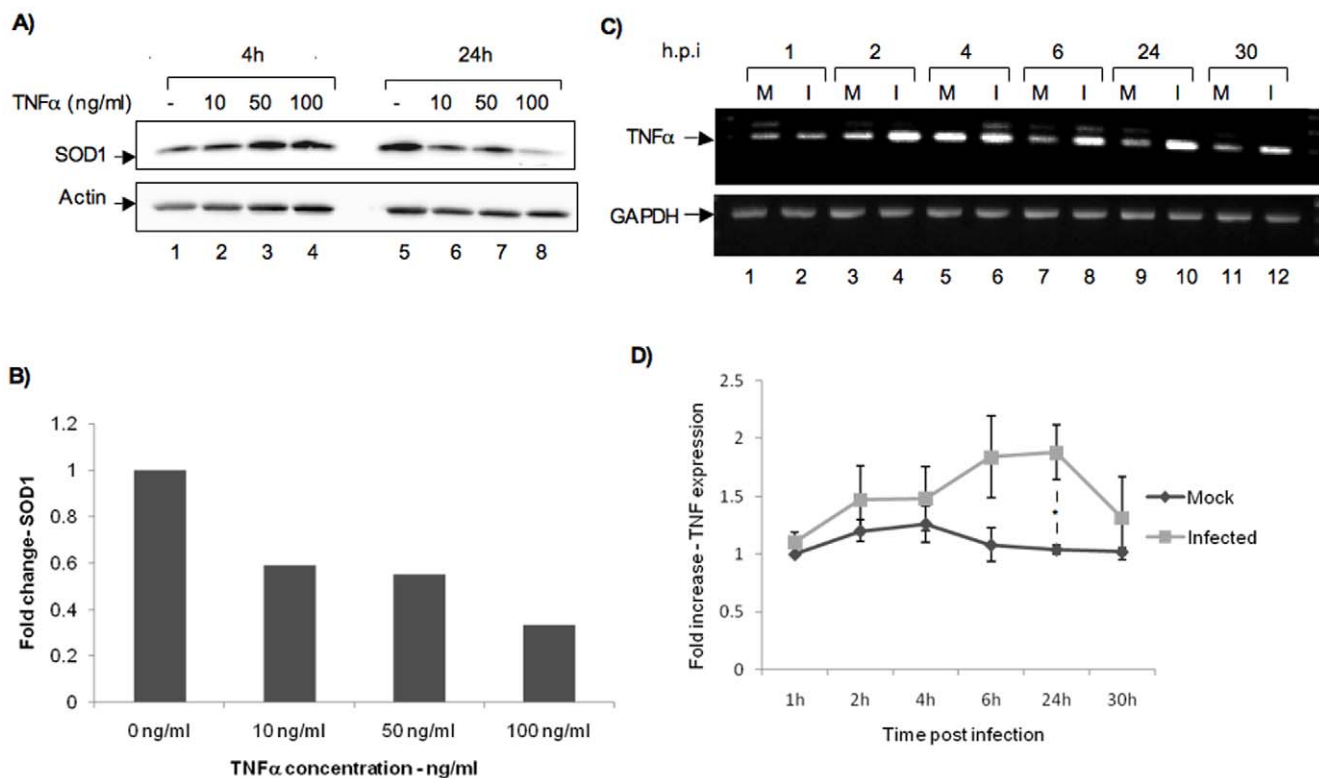 A)
4h 24h
TNFα (ng/ml) - 10 50 100 - 10 50 100
SOD1
Actin
1 2 3 4 5 6 7 8
B)
1.2
1
0.8
0.6
0.4
0.2
0
Fold change- SOD1
0 ng/ml 10 ng/ml 50 ng/ml 100 ng/ml
TNFα concentration - ng/ml
C)
h.p.i 1 2 4 6 24 30
M I M I M I M I M I M I
TNFα
GAPDH
1 2 3 4 5 6 7 8 9 10 11 12
D)
2.5
2
1.5
1
0.5
0
Fold increase - TNF expression
*
Mock
Infected
1h 2h 4h 6h 24h 30h
Time post infection